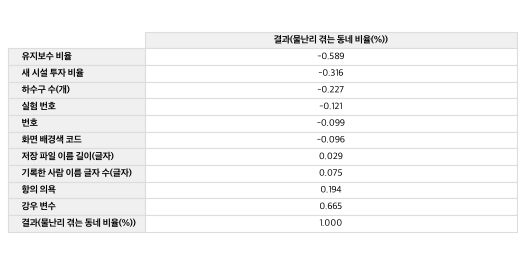 결과(물난리 겪는 동네 비율(%))
유지보수 비율 -0.589
새 시설 투자 비율 -0.316
하수구 수(개) -0.227
실험 번호 -0.121
번호 -0.099
화면 배경색 코드 -0.096
저장 파일 이름 길이(글자) 0.029
기록한 사람 이름 글자 수(글자) 0.075
항의 의욕 0.194
강우 변수 0.665
결과(물난리 겪는 동네 비율(%)) 1.000